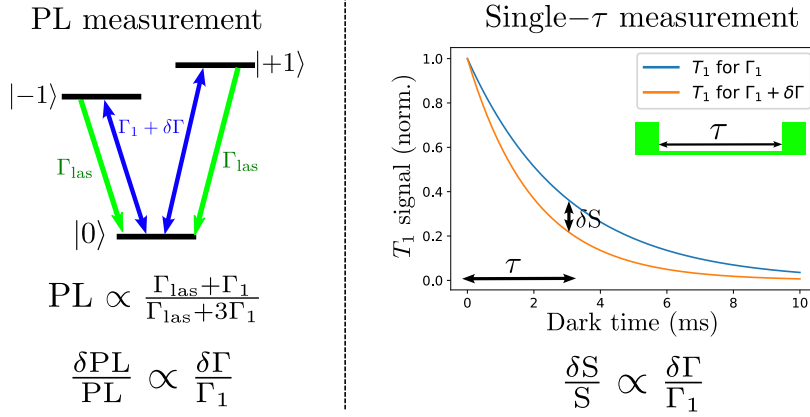 PL measurement
|−1⟩
|+1⟩
Γ₁ + δΓ
Γlas
Γlas
|0⟩
PL ∝ (Γlas+Γ₁)/(Γlas+3Γ₁)
δPL/PL ∝ δΓ/Γ₁
Single−τ measurement
T₁ signal (norm.)
1.0
0.8
0.6
0.4
0.2
0.0
T₁ for Γ₁
T₁ for Γ₁ + δΓ
τ
δS
τ
0 2 4 6 8 10
Dark time (ms)
δS/S ∝ δΓ/Γ₁